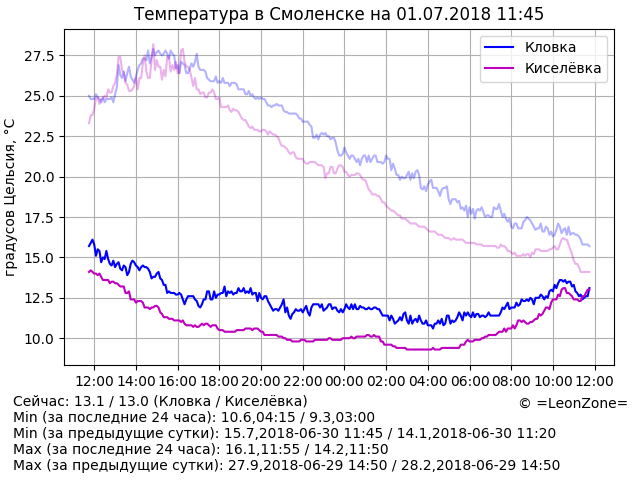 Температура в Смоленске на 01.07.2018 11:45
градусов Цельсия, °C
27.5
25.0
22.5
20.0
17.5
15.0
12.5
10.0
Кловка
Киселёвка
12:00 14:00 16:00 18:00 20:00 22:00 00:00 02:00 04:00 06:00 08:00 10:00 12:00
© =LeonZone=
Сейчас: 13.1 / 13.0 (Кловка / Киселёвка)
Min (за последние 24 часа): 10.6,04:15 / 9.3,03:00
Min (за предыдущие сутки): 15.7,2018-06-30 11:45 / 14.1,2018-06-30 11:20
Max (за последние 24 часа): 16.1,11:55 / 14.2,11:50
Max (за предыдущие сутки): 27.9,2018-06-29 14:50 / 28.2,2018-06-29 14:50